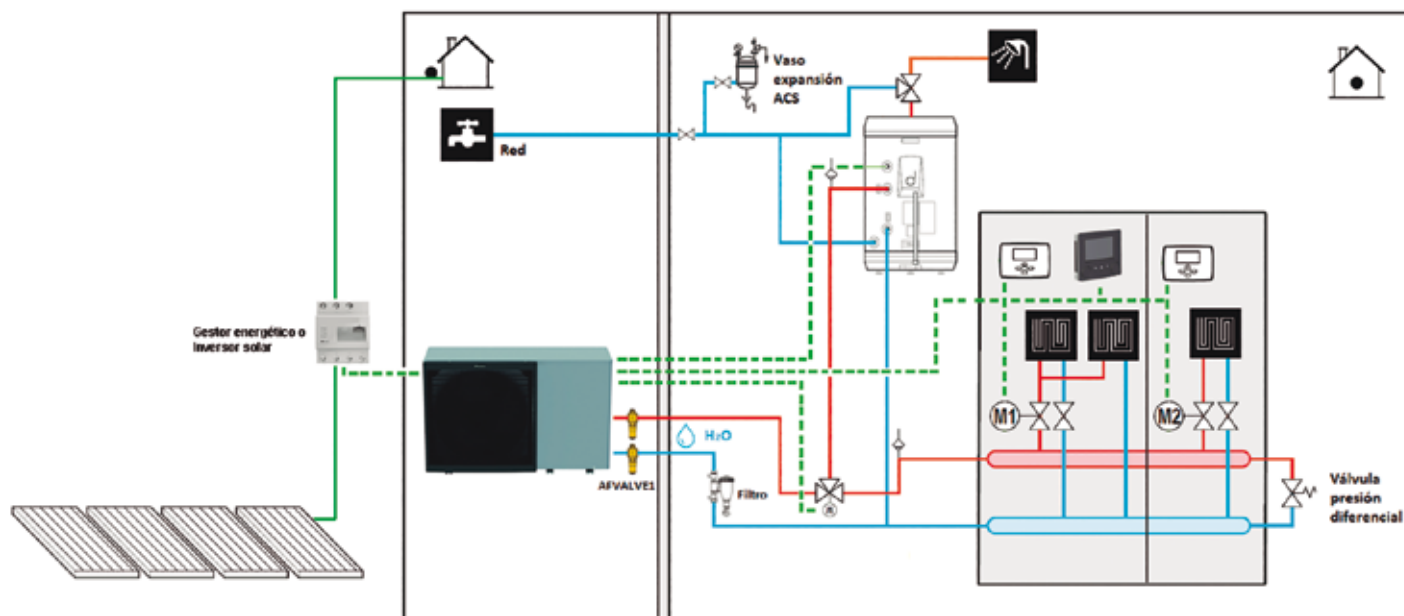 Vaso
expansión
ACS
Red
Gestor energético o
Inversor solar
M1
M2
H₂O
AFVALVE1
Filtro
Válvula
presión
diferencial